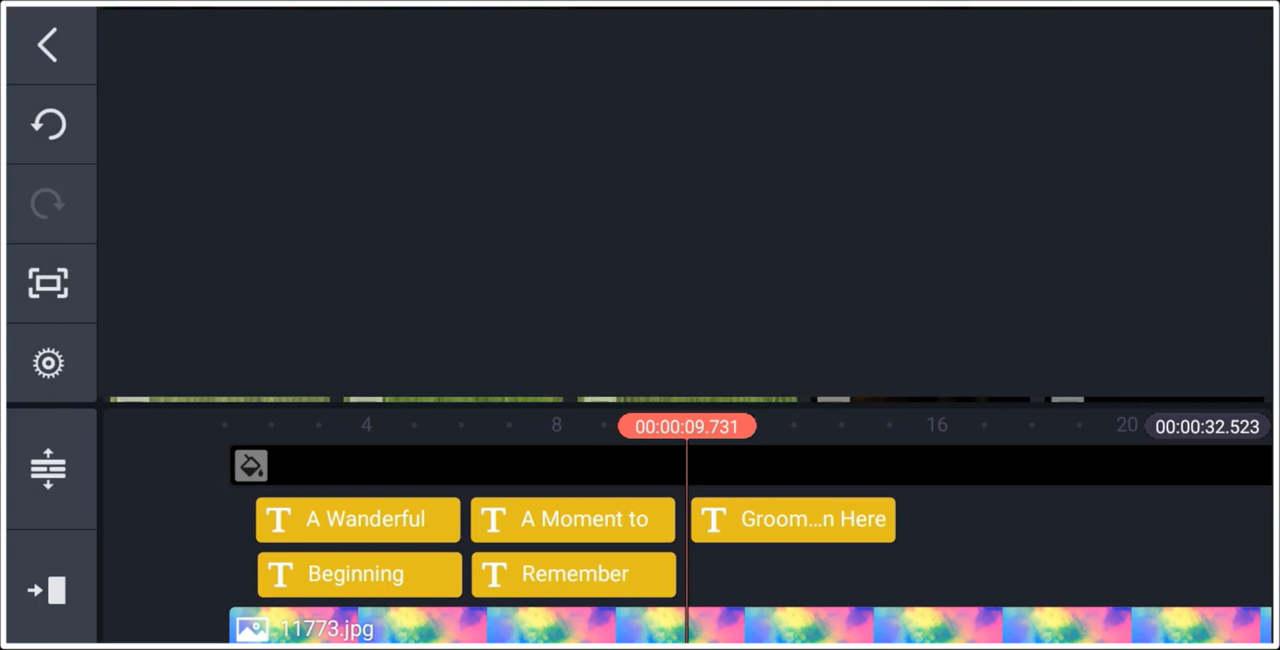 4
8
00:00:09.731
16
20
00:00:32.523
T A Wanderful
T A Moment to
T Groom...n Here
T Beginning
T Remember
11773.jpg